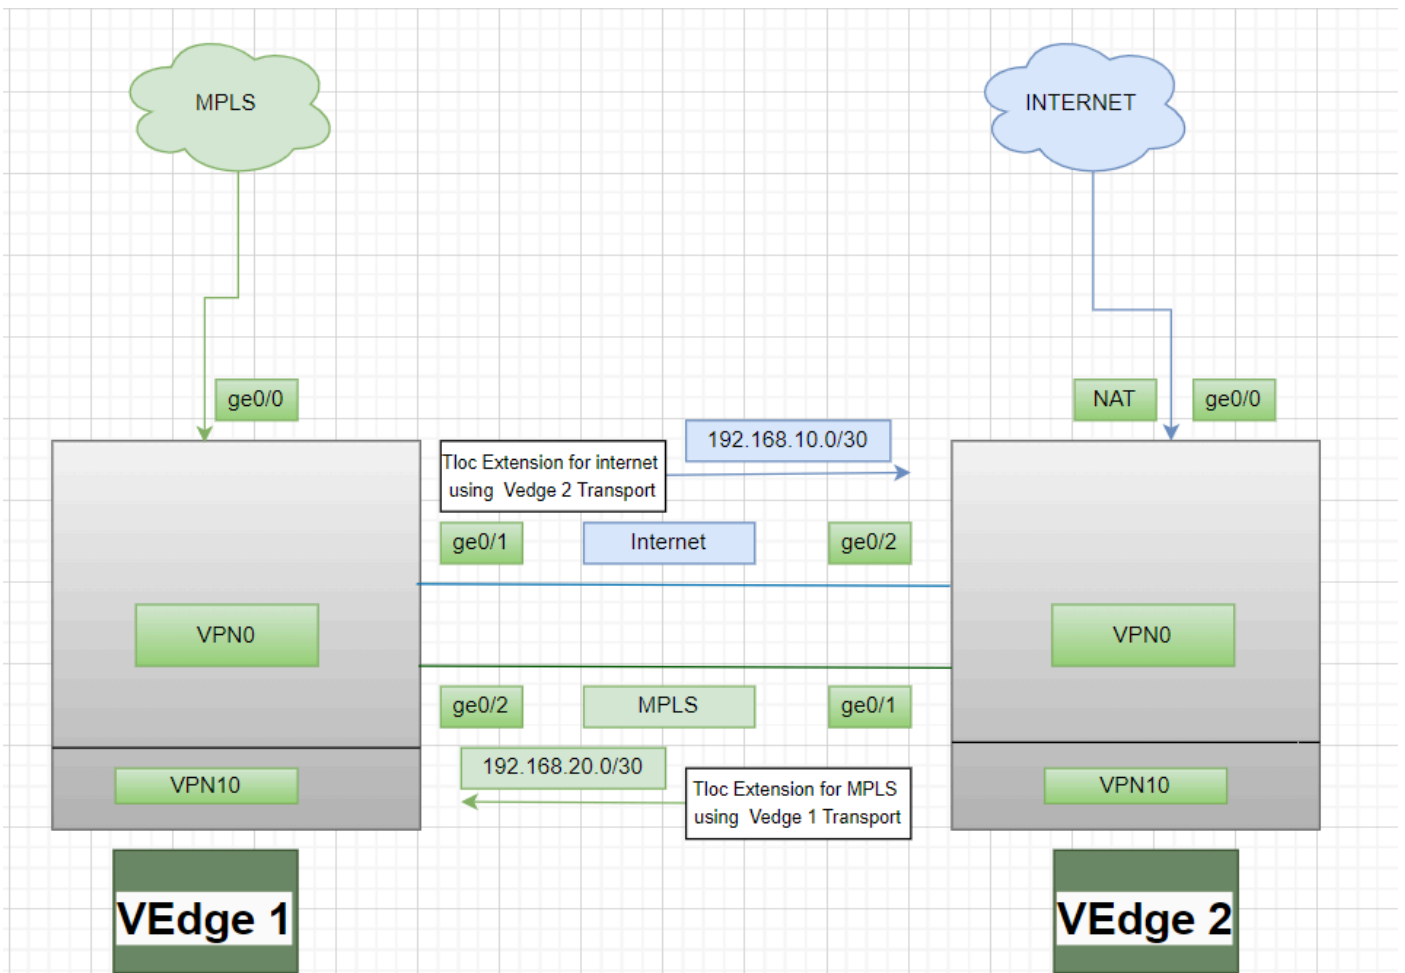 MPLS
INTERNET
ge0/0
NAT
ge0/0
192.168.10.0/30
Tloc Extension for internet
using Vedge 2 Transport
ge0/1
Internet
ge0/2
VPN0
VPN0
ge0/2
MPLS
ge0/1
192.168.20.0/30
Tloc Extension for MPLS
using Vedge 1 Transport
VPN10
VPN10
VEdge 1
VEdge 2